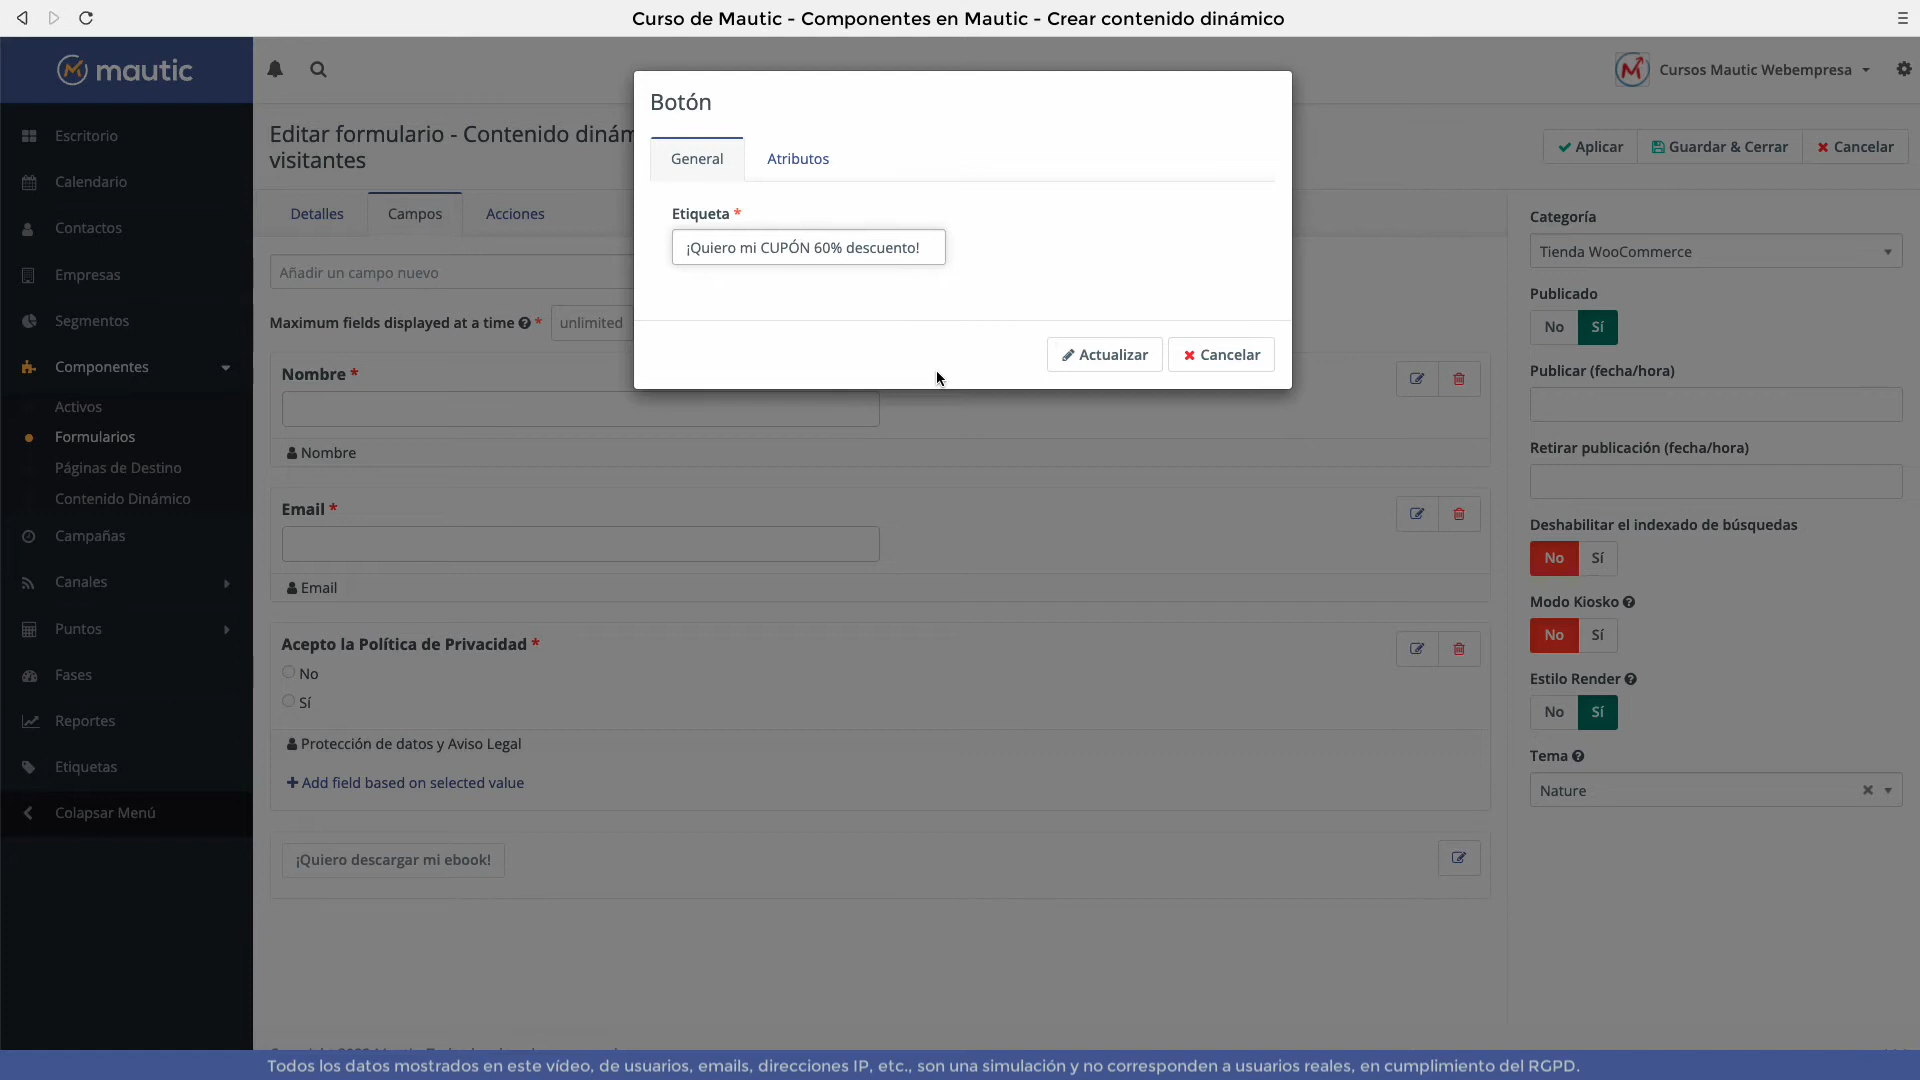 Curso de Mautic - Componentes en Mautic - Crear contenido dinámico
mautic
Cursos Mautic Webempresa
Escritorio
Calendario
Contactos
Empresas
Segmentos
Componentes
Activos
Formularios
Páginas de Destino
Contenido Dinámico
Campañas
Canales
Puntos
Fases
Reportes
Etiquetas
Colapsar Menú
Editar formulario - Contenido
visitantes
Aplicar
Guardar & Cerrar
Cancelar
Detalles
Campos
Acciones
Añadir un campo nuevo
Maximum fields displayed at a time *
unlimited
Botón
General
Atributos
Etiqueta *
¡Quiero mi CUPÓN 60% descuento!
Actualizar
Cancelar
Nombre *
Nombre
Email *
Email
Acepto la Política de Privacidad *
No
Sí
Protección de datos y Aviso Legal
Add field based on selected value
¡Quiero descargar mi ebook!
Categoría
Tienda WooCommerce
Publicado
No Sí
Publicar (fecha/hora)
Retirar publicación (fecha/hora)
Deshabilitar el indexado de búsquedas
No Sí
Modo Kiosko
No Sí
Estilo Render
No Sí
Tema
Nature
Todos los datos mostrados en este vídeo, de usuarios, emails, direcciones IP, etc., son una simulación y no corresponden a usuarios reales, en cumplimiento del RGPD.